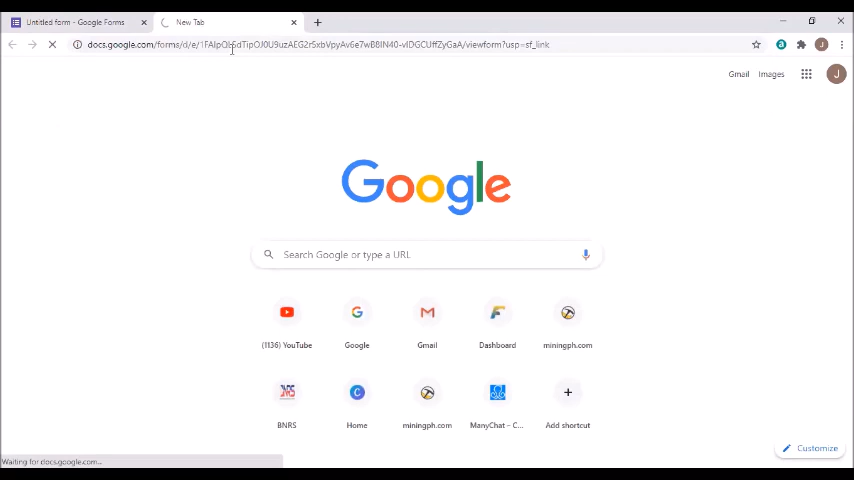 Untitled form - Google Forms
New Tab
docs.google.com/forms/d/e/1FAIpQLSdTipOJ0U9uzAEG2rSxbVpyAv6e7wB8IN40-vIDGCUffZyGaA/viewform?usp=sf_link
J
Gmail
Images
J
Google
Search Google or type a URL
(1136) YouTube
Google
Gmail
Dashboard
miningph.com
BNRS
BNRS
Home
miningph.com
ManyChat – C...
Add shortcut
Customize
Waiting for docs.google.com...